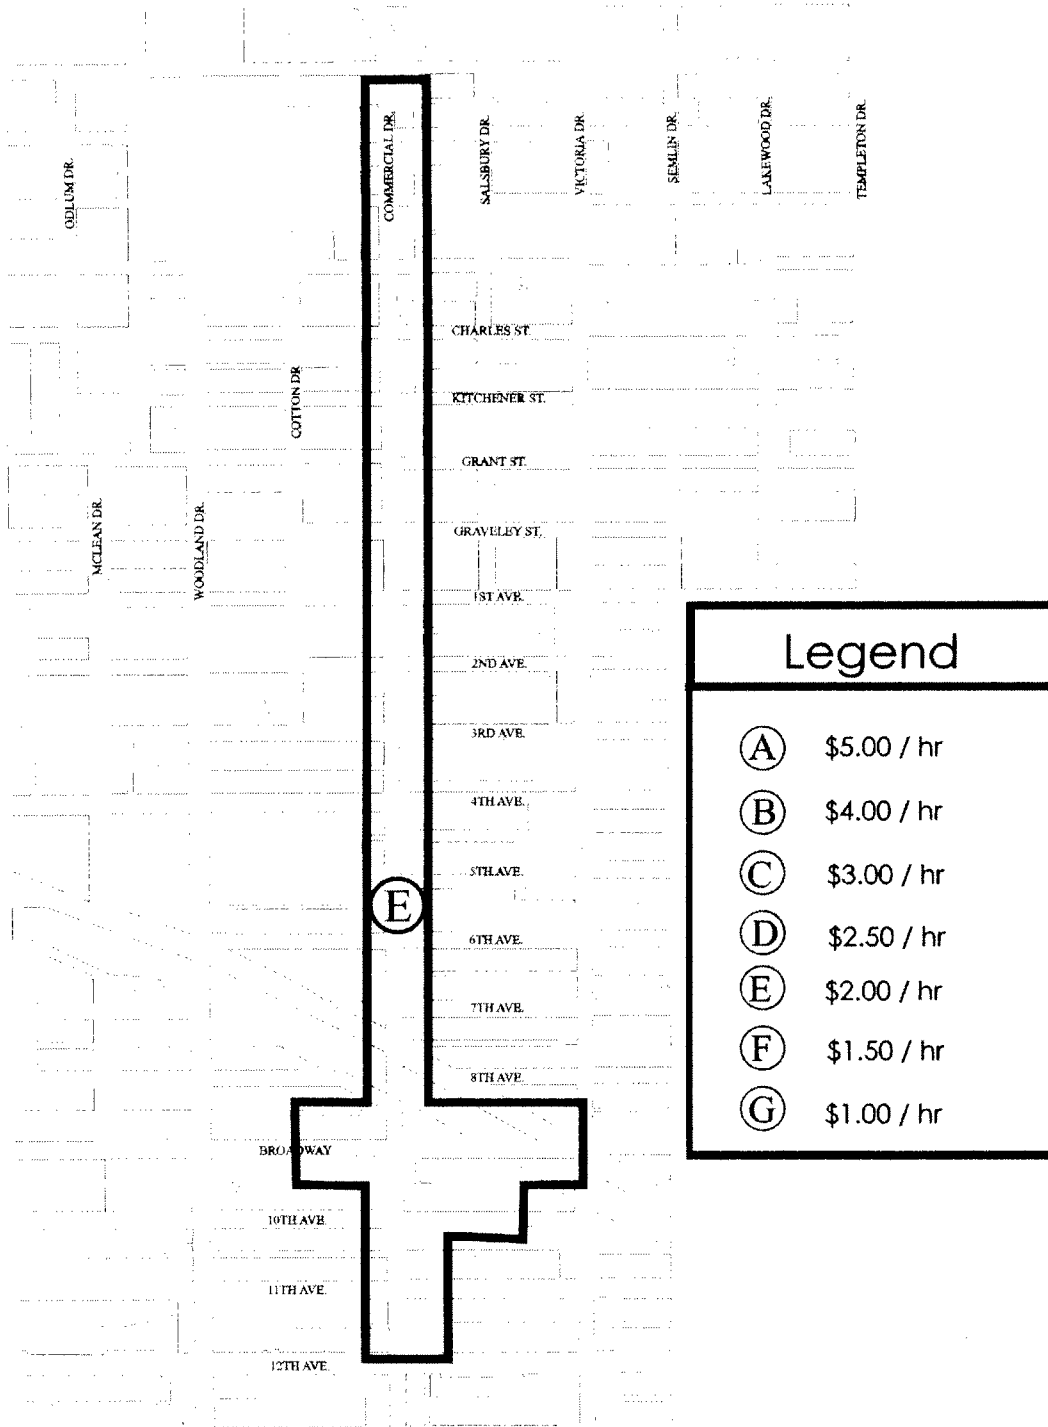 COMMERCIAL DR.
SALSBURY DR.
VICTORIA DR.
SEMLIN DR.
LAKEWOOD DR.
TEMPLETON DR.
ODLUM DR.
CHARLES ST.
COTTON DR
KITCHENER ST.
GRANT ST.
MCLEAN DR.
WOODLAND DR.
GRAVELEY ST.
1ST AVE.
2ND AVE.
Legend
3RD AVE.
A $5.00 / hr
4TH AVE.
B $4.00 / hr
5TH AVE.
C $3.00 / hr
E
6TH AVE.
D $2.50 / hr
E $2.00 / hr
7TH AVE.
F $1.50 / hr
8TH AVE.
G $1.00 / hr
BROADWAY
10TH AVE.
11TH AVE.
12TH AVE.